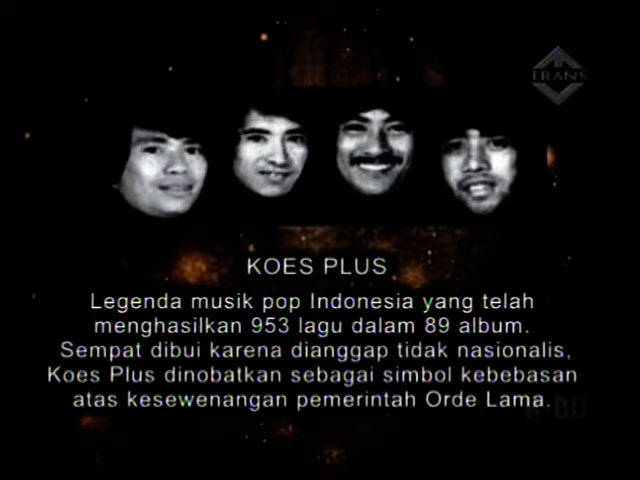 TRANS
KOES PLUS
Legenda musik pop Indonesia yang telah
menghasilkan 953 lagu dalam 89 album.
Sempat dibui karena dianggap tidak nasionalis,
Koes Plus dinobatkan sebagai simbol kebebasan
atas kesewenangan pemerintah Orde Lama.